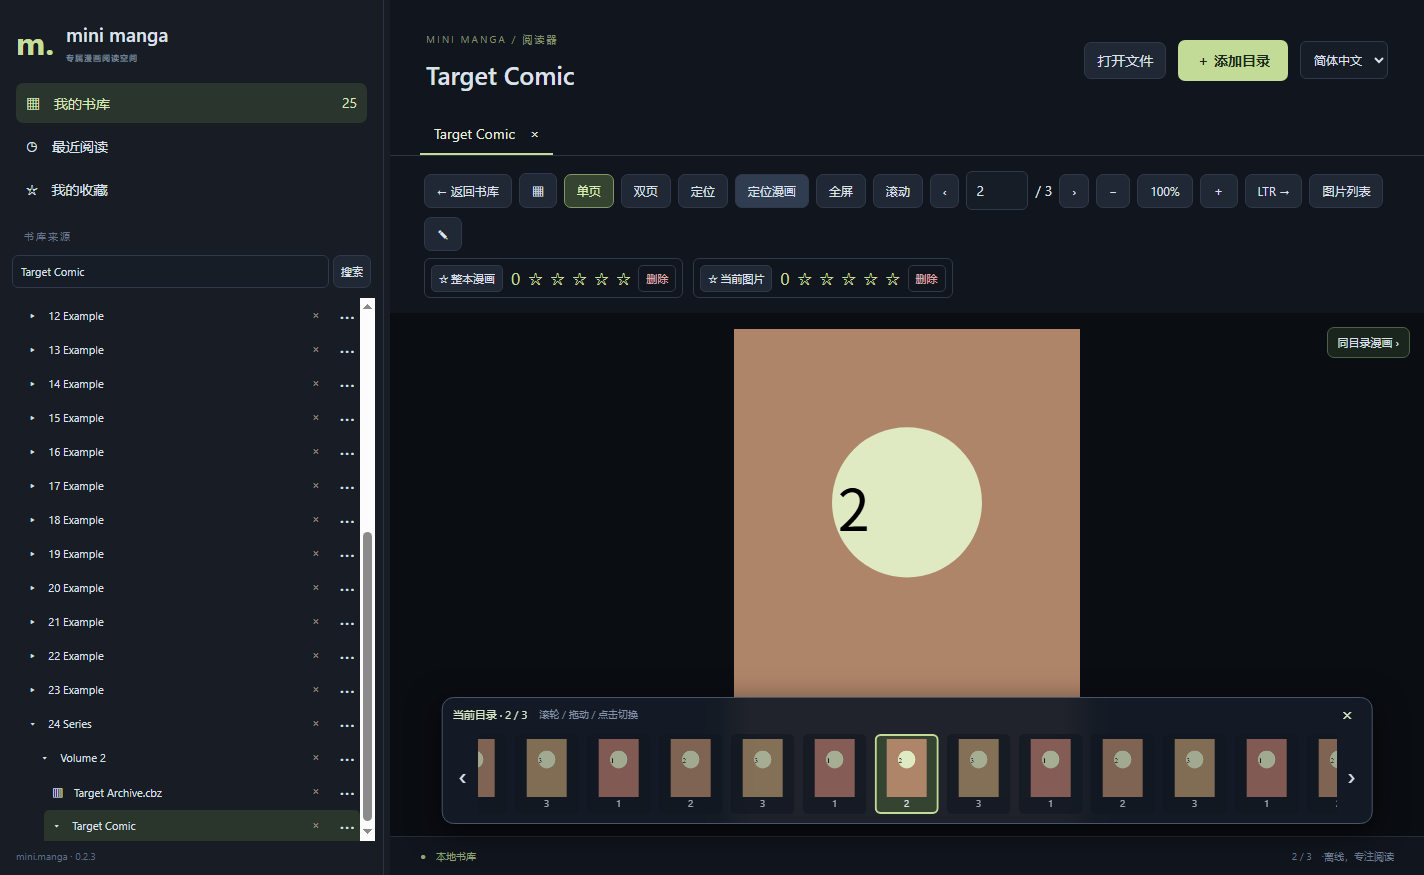 m.
mini manga
专属漫画阅读空间
我的书库 25
最近阅读
我的收藏
书库来源
Target Comic 搜索
12 Example
13 Example
14 Example
15 Example
16 Example
17 Example
18 Example
19 Example
20 Example
21 Example
22 Example
23 Example
24 Series
Volume 2
Target Archive.cbz
Target Comic
mini.manga · 0.2.3
MINI MANGA / 阅读器
Target Comic
打开文件 + 添加目录 简体中文
Target Comic ×
← 返回书库 单页 双页 定位 定位漫画 全屏 滚动 ‹ 2 / 3 › − 100% + LTR → 图片列表
☆ 整本漫画 0 ☆ ☆ ☆ ☆ ☆ 删除 ☆ 当前图片 0 ☆ ☆ ☆ ☆ ☆ 删除
同目录漫画 ›
2
当前目录 · 2 / 3 滚轮 / 拖动 / 点击切换 ×
3 1 2 3 1 2 3 1 2 3 1
本地书库
2 / 3 ·离线，专注阅读